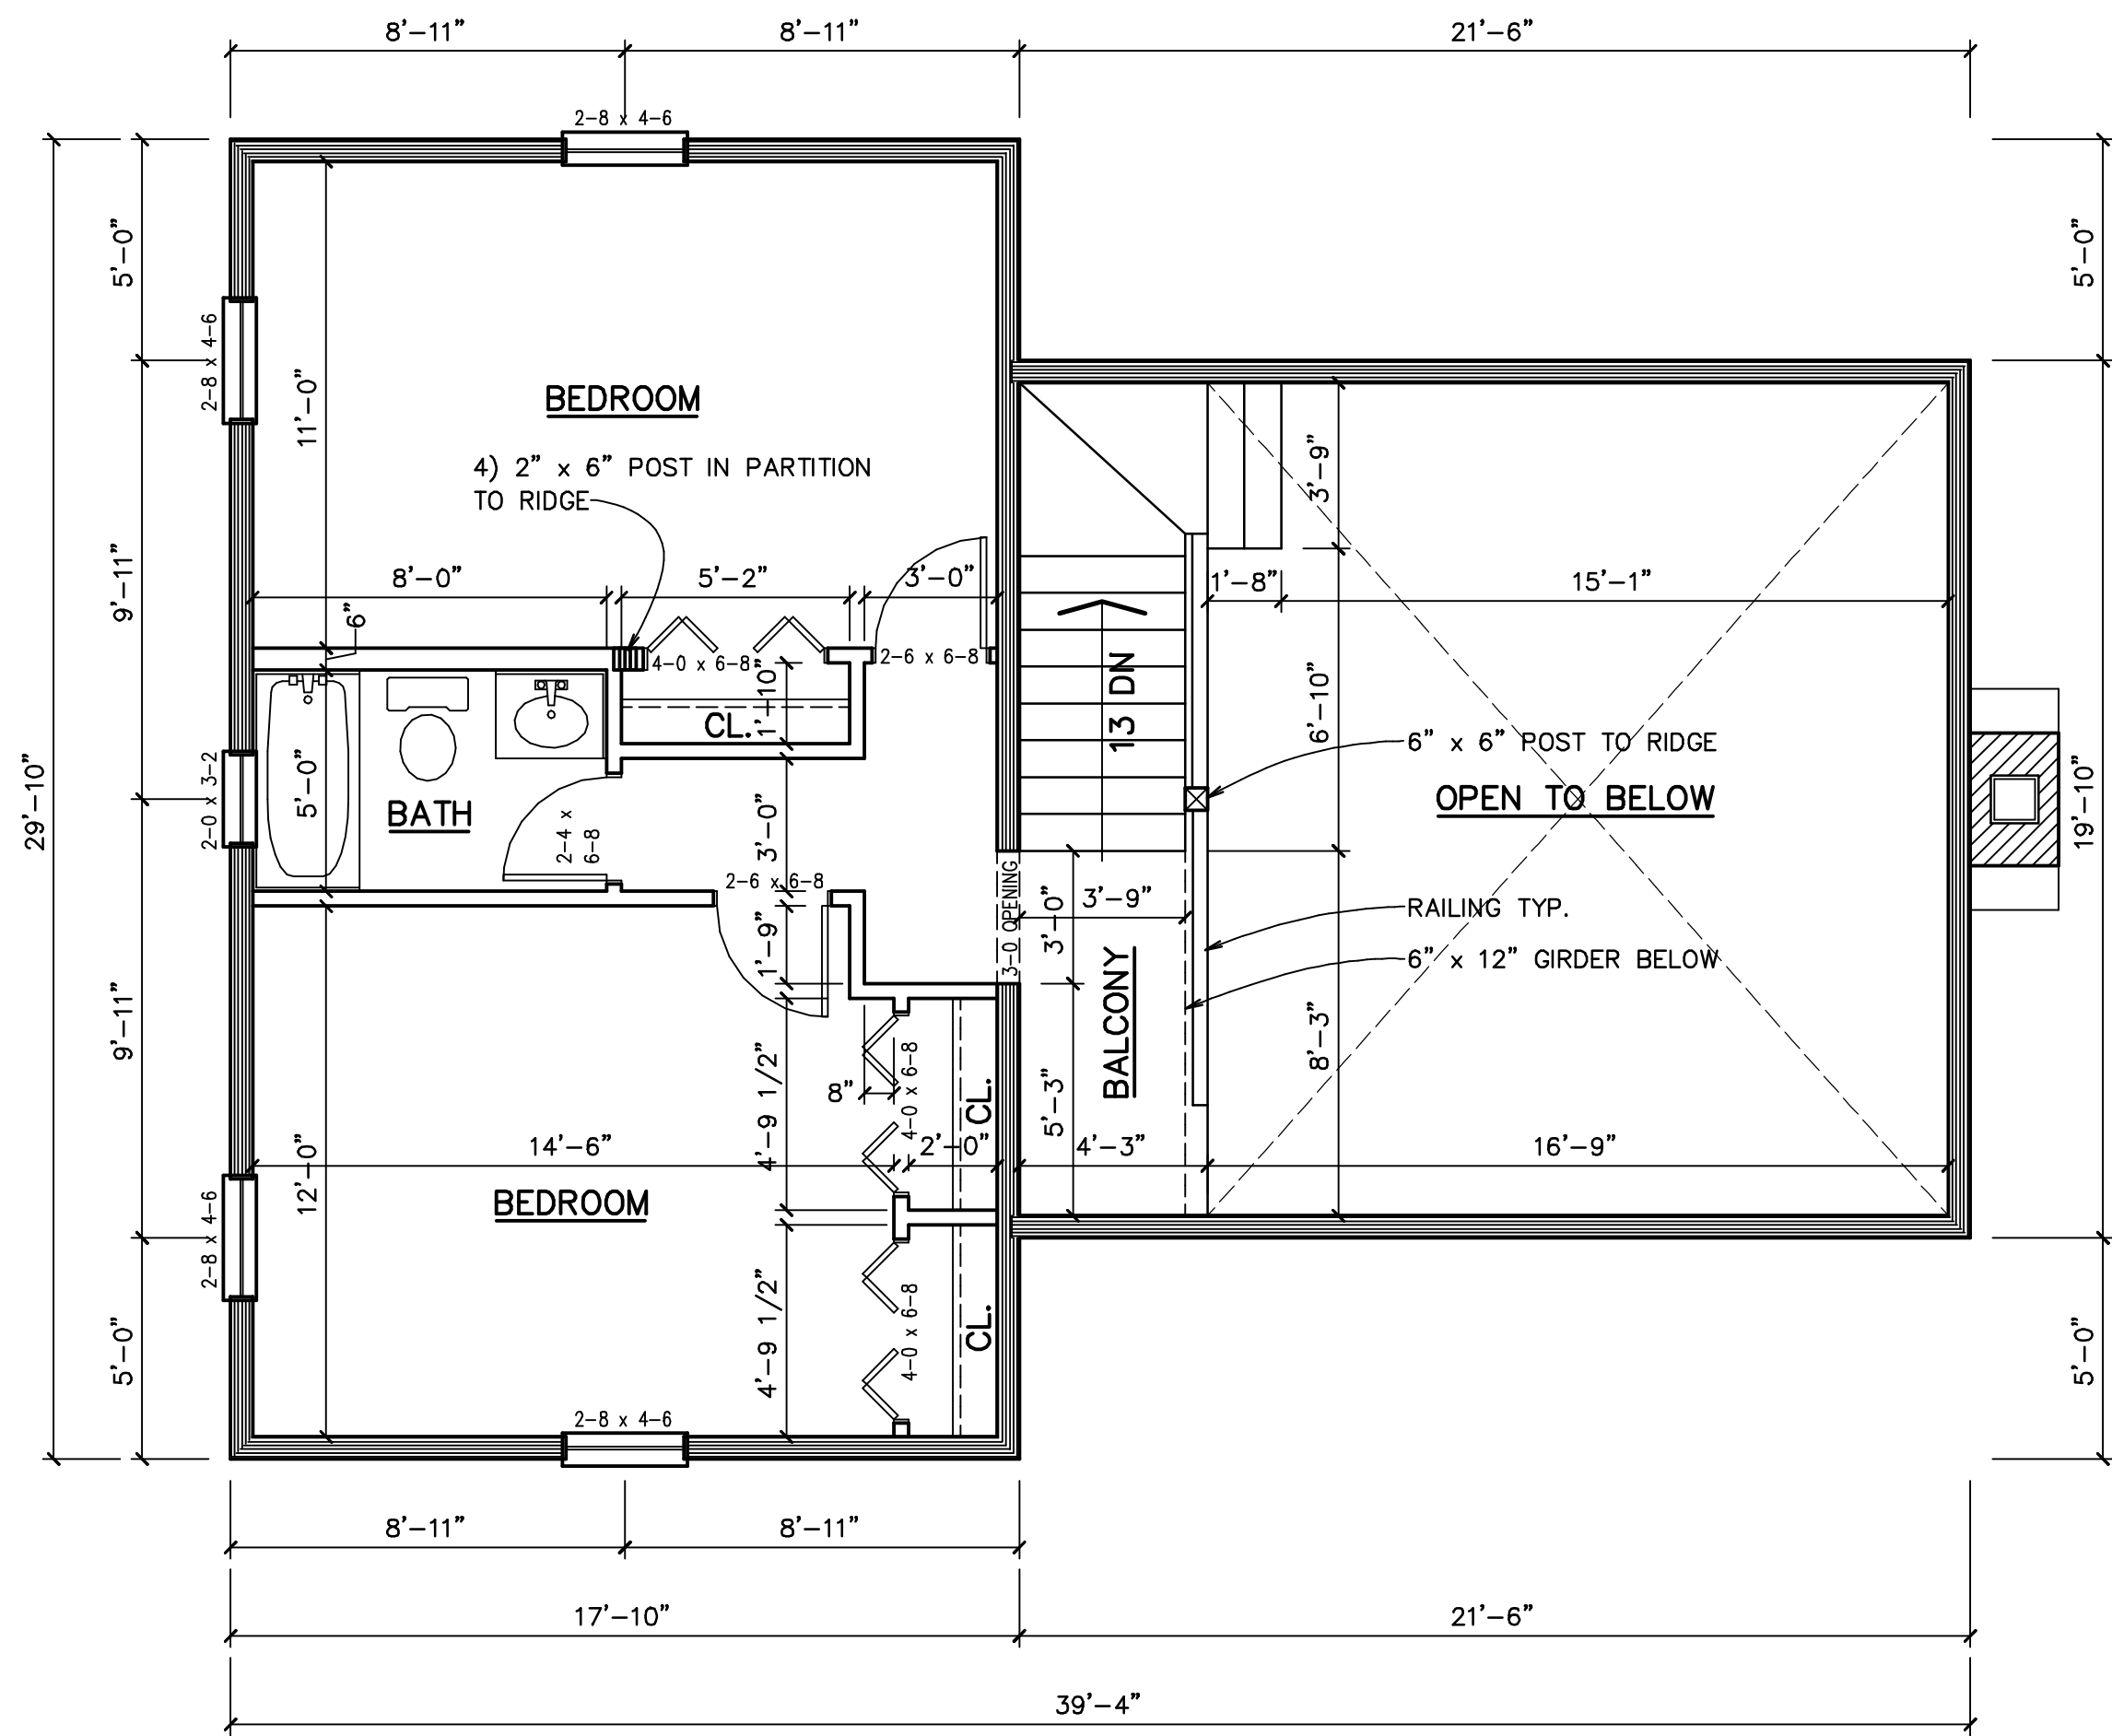 8'-11"
8'-11"
21'-6"
2-8 x 4-6
5'-0"
5'-0"
2-8 x 4-6
11'-0"
BEDROOM
4) 2" x 6" POST IN PARTITION
TO RIDGE
3'-9"
9'-11"
8'-0"
5'-2"
3'-0"
1'-8"
15'-1"
6"
4-0 x 6-8
2-6 x 6-8
1'-10"
CL.
13 DN
6'-10"
6" x 6" POST TO RIDGE
29'-10"
2-0 x 3-2
5'-0"
BATH
2-4 x
6-8
3'-0"
OPEN TO BELOW
19'-10"
2-6 x 6-8
3-0 OPENING
3'-0"
3'-9"
RAILING TYP.
1'-9"
6" x 12" GIRDER BELOW
BALCONY
9'-11"
8'-3"
4'-9 1/2"
8"
4-0 x 6-8
CL.
5'-3"
12'-0"
14'-6"
2'-0"
4'-3"
16'-9"
BEDROOM
2-8 x 4-6
4'-9 1/2"
4-0 x 6-8
CL.
5'-0"
5'-0"
2-8 x 4-6
8'-11"
8'-11"
17'-10"
21'-6"
39'-4"